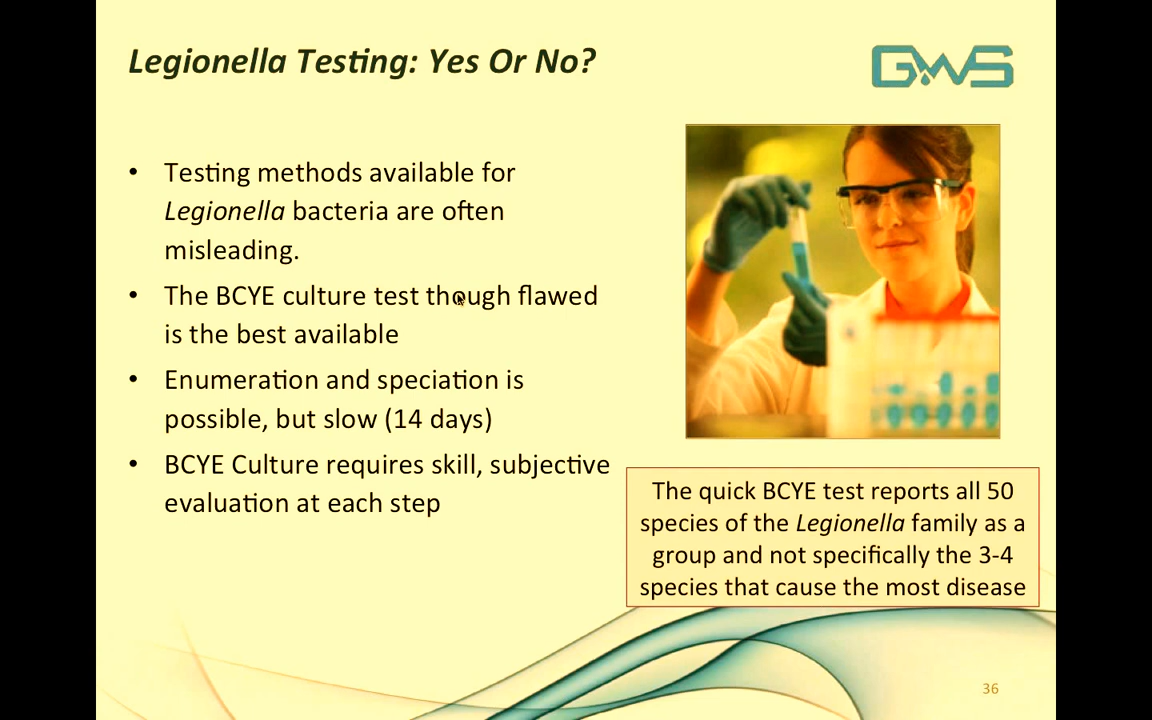 Legionella Testing: Yes Or No?
GWS
• Testing methods available for
Legionella bacteria are often
misleading.
• The BCYE culture test though flawed
is the best available
• Enumeration and speciation is
possible, but slow (14 days)
• BCYE Culture requires skill, subjective
evaluation at each step
The quick BCYE test reports all 50
species of the Legionella family as a
group and not specifically the 3-4
species that cause the most disease
36